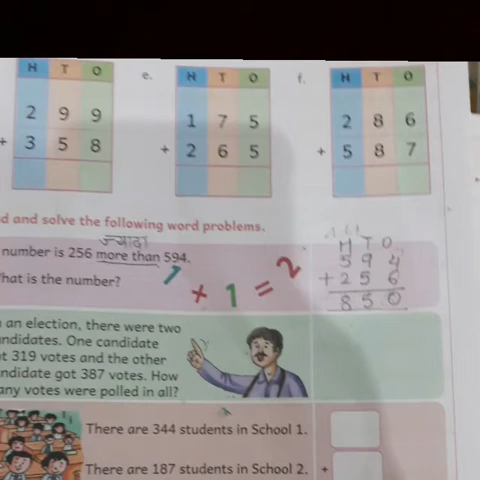 H T O
2 9 9
+ 3 5 8
e.
H T O
1 7 5
+ 2 6 5
f.
H T O
2 8 6
+ 5 8 7
d and solve the following word problems.
ज्यादा
number is 256 more than 594.
hat is the number?
1 × 1 = 2
H T O
5 9 4
+ 2 5 6
8 5 0
an election, there were two
ndidates. One candidate
t 319 votes and the other
ndidate got 387 votes. How
any votes were polled in all?
There are 344 students in School 1.
There are 187 students in School 2.
+